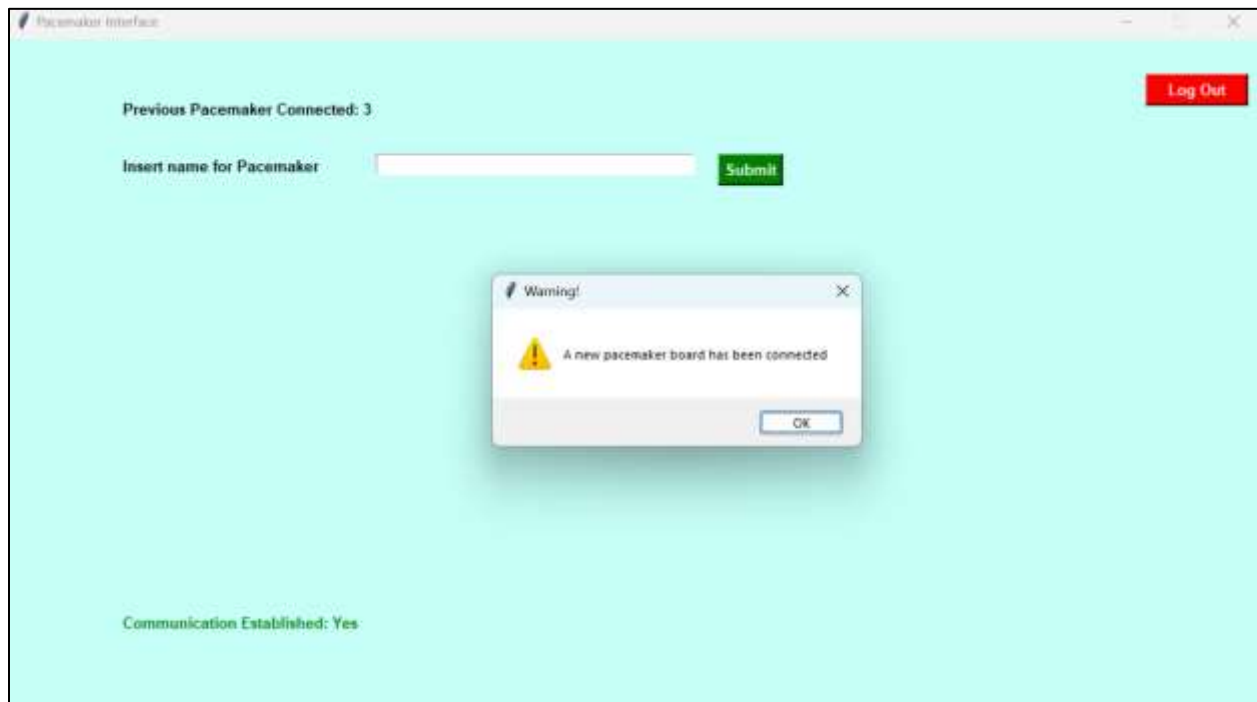 Pacemaker Interface
Log Out
Previous Pacemaker Connected: 3
Insert name for Pacemaker
Submit
Warning!
A new pacemaker board has been connected
OK
Communication Established: Yes